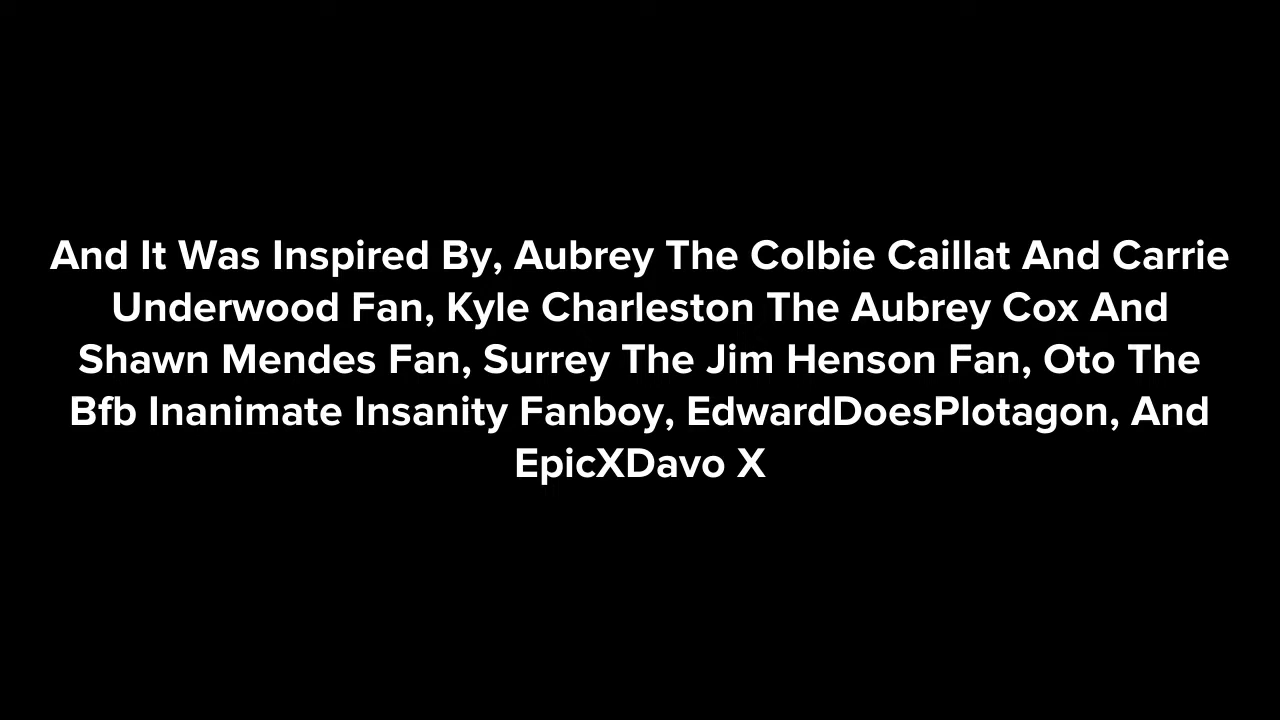 And It Was Inspired By, Aubrey The Colbie Caillat And Carrie
Underwood Fan, Kyle Charleston The Aubrey Cox And
Shawn Mendes Fan, Surrey The Jim Henson Fan, Oto The
Bfb Inanimate Insanity Fanboy, EdwardDoesPlotagon, And
EpicXDavo X